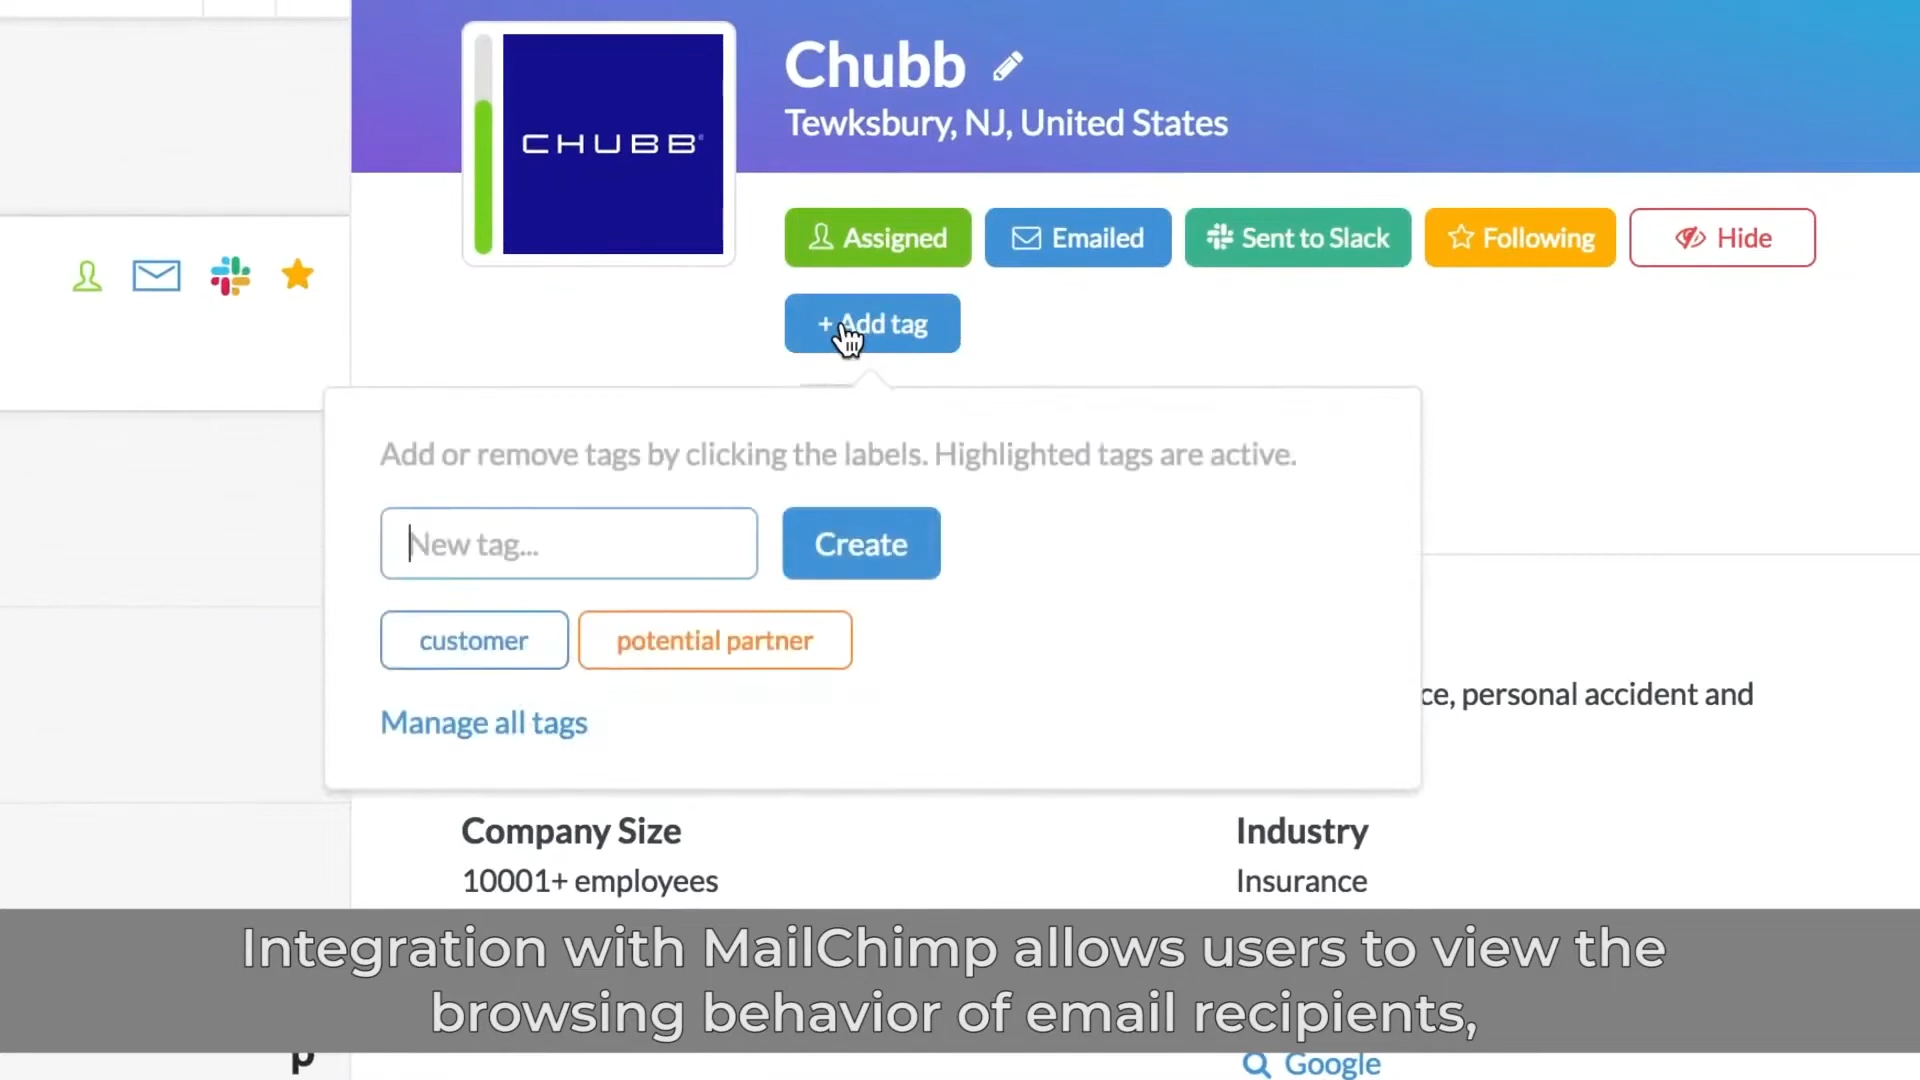 Chubb
Tewksbury, NJ, United States
CHUBB
Assigned
Emailed
Sent to Slack
Following
Hide
+ Add tag
Add or remove tags by clicking the labels. Highlighted tags are active.
New tag...
Create
customer
potential partner
Manage all tags
ce, personal accident and
Company Size
10001+ employees
Industry
Insurance
Integration with MailChimp allows users to view the
browsing behavior of email recipients,
p
Google